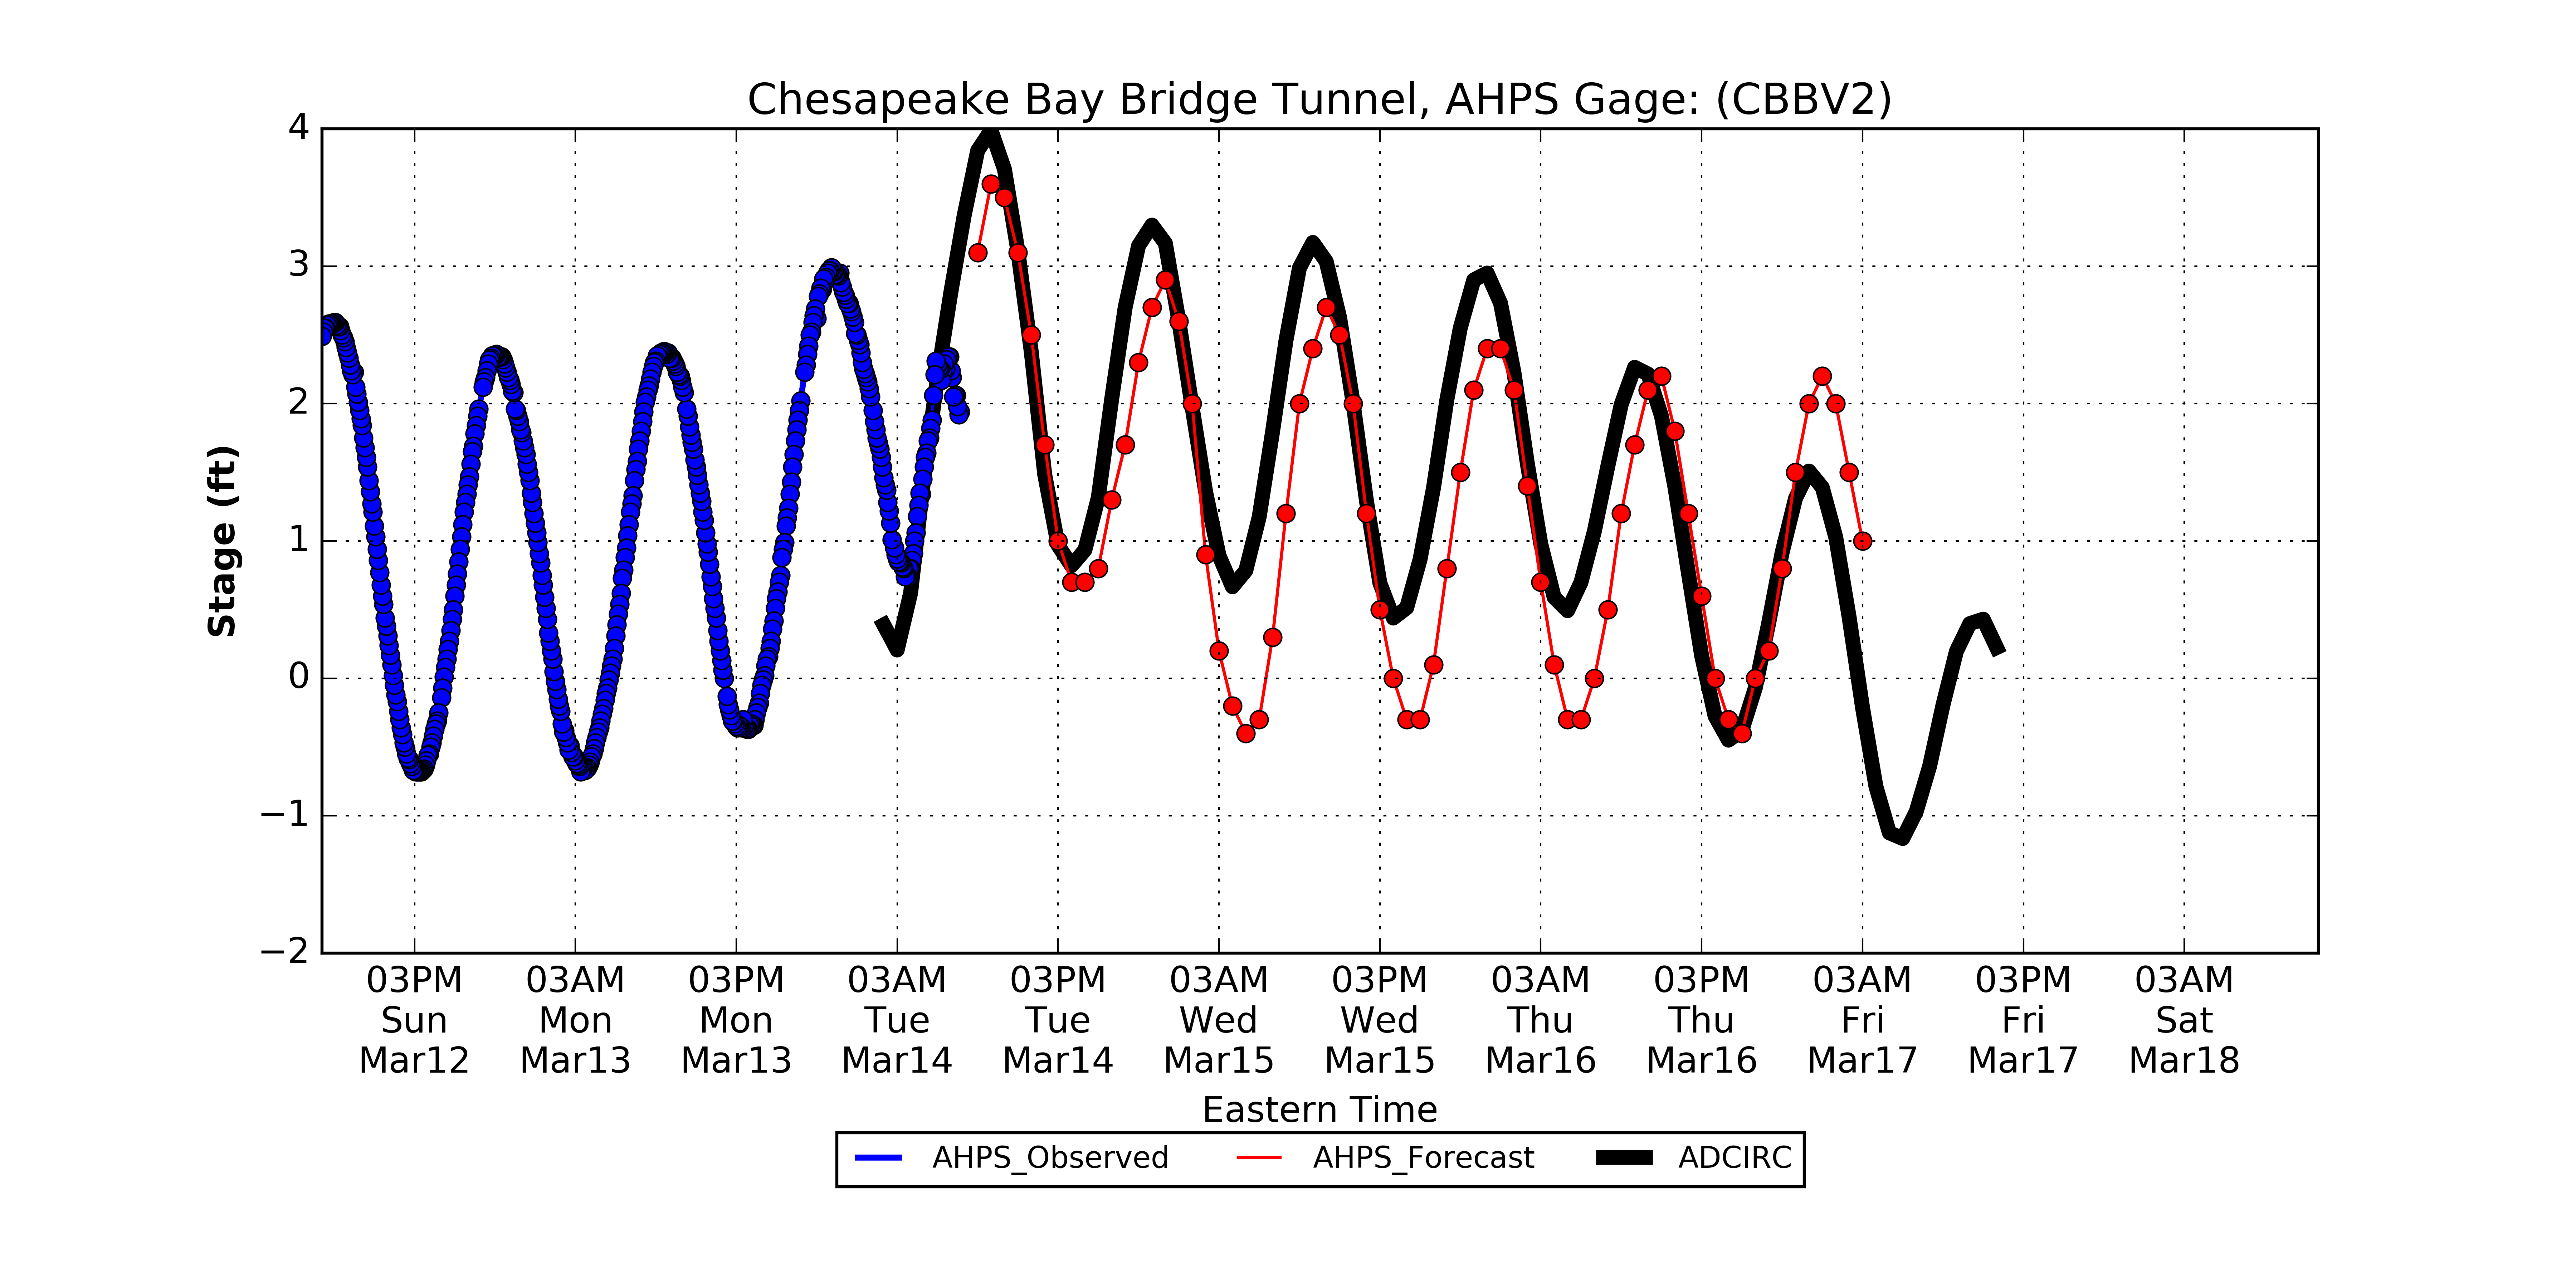 Chesapeake Bay Bridge Tunnel, AHPS Gage: (CBBV2)
4
3
2
1
0
−1
−2
Stage (ft)
03PM 03AM 03PM 03AM 03PM 03AM 03PM 03AM 03PM 03AM 03PM 03AM
Sun Mon Mon Tue Tue Wed Wed Thu Thu Fri Fri Sat
Mar12 Mar13 Mar13 Mar14 Mar14 Mar15 Mar15 Mar16 Mar16 Mar17 Mar17 Mar18
Eastern Time
AHPS_Observed AHPS_Forecast ADCIRC